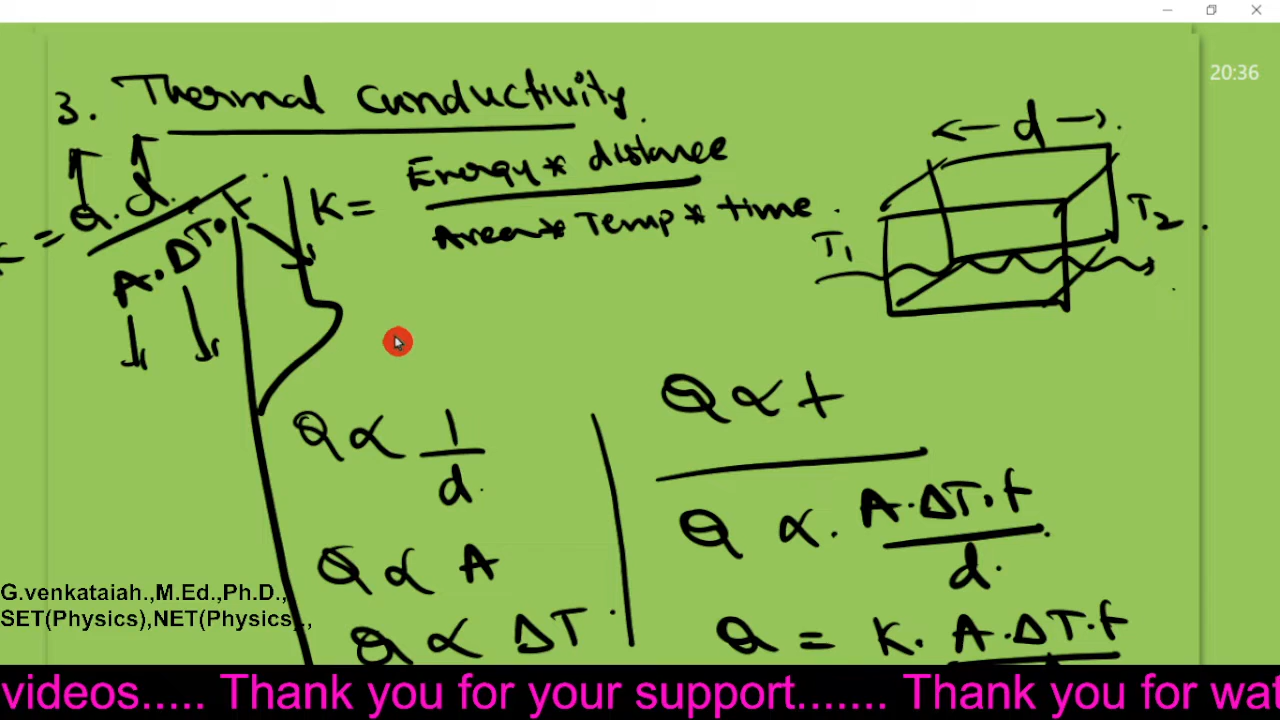 20:36
3. Thermal Conductivity.
d
= Q.d. / A.ΔT.t
K = Energy * distance / Area * Temp * time
T1
T2
Q ∝ 1/d.
Q ∝ A
Q ∝ ΔT
Q ∝ t
Q ∝. A.ΔT.t / d.
Q = K. A.ΔT.t
G.venkataiah.,M.Ed.,Ph.D.,
SET(Physics),NET(Physics).,
videos..... Thank you for your support....... Thank you for wat